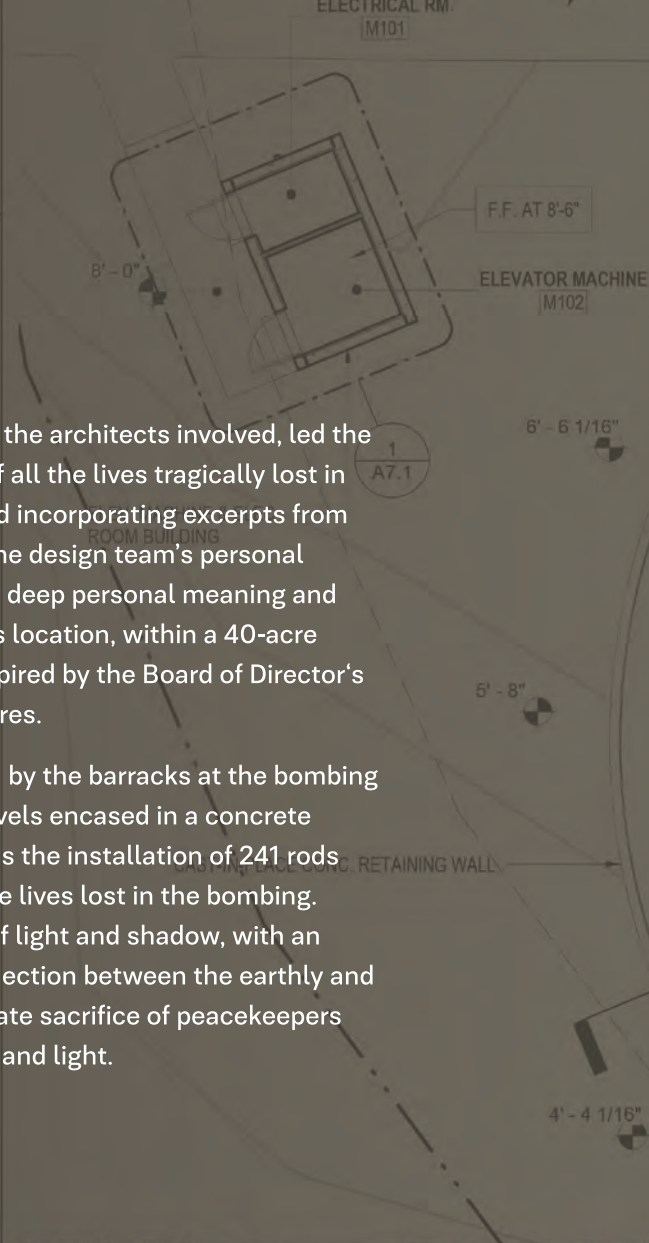 ELECTRICAL RM.
M101
F.F. AT 8'-6"
8' - 0"
ELEVATOR MACHINE
M102
6' - 6 1/16"
1
A7.1
the architects involved, led the
f all the lives tragically lost in
d incorporating excerpts from
ROOM BUILDING
ne design team's personal
deep personal meaning and
s location, within a 40-acre
pired by the Board of Director‘s
res.
5' - 8"
by the barracks at the bombing
vels encased in a concrete
s the installation of 241 rods
CAST-IN-PLACE CONC. RETAINING WALL
e lives lost in the bombing.
f light and shadow, with an
ection between the earthly and
ate sacrifice of peacekeepers
and light.
4' - 4 1/16"